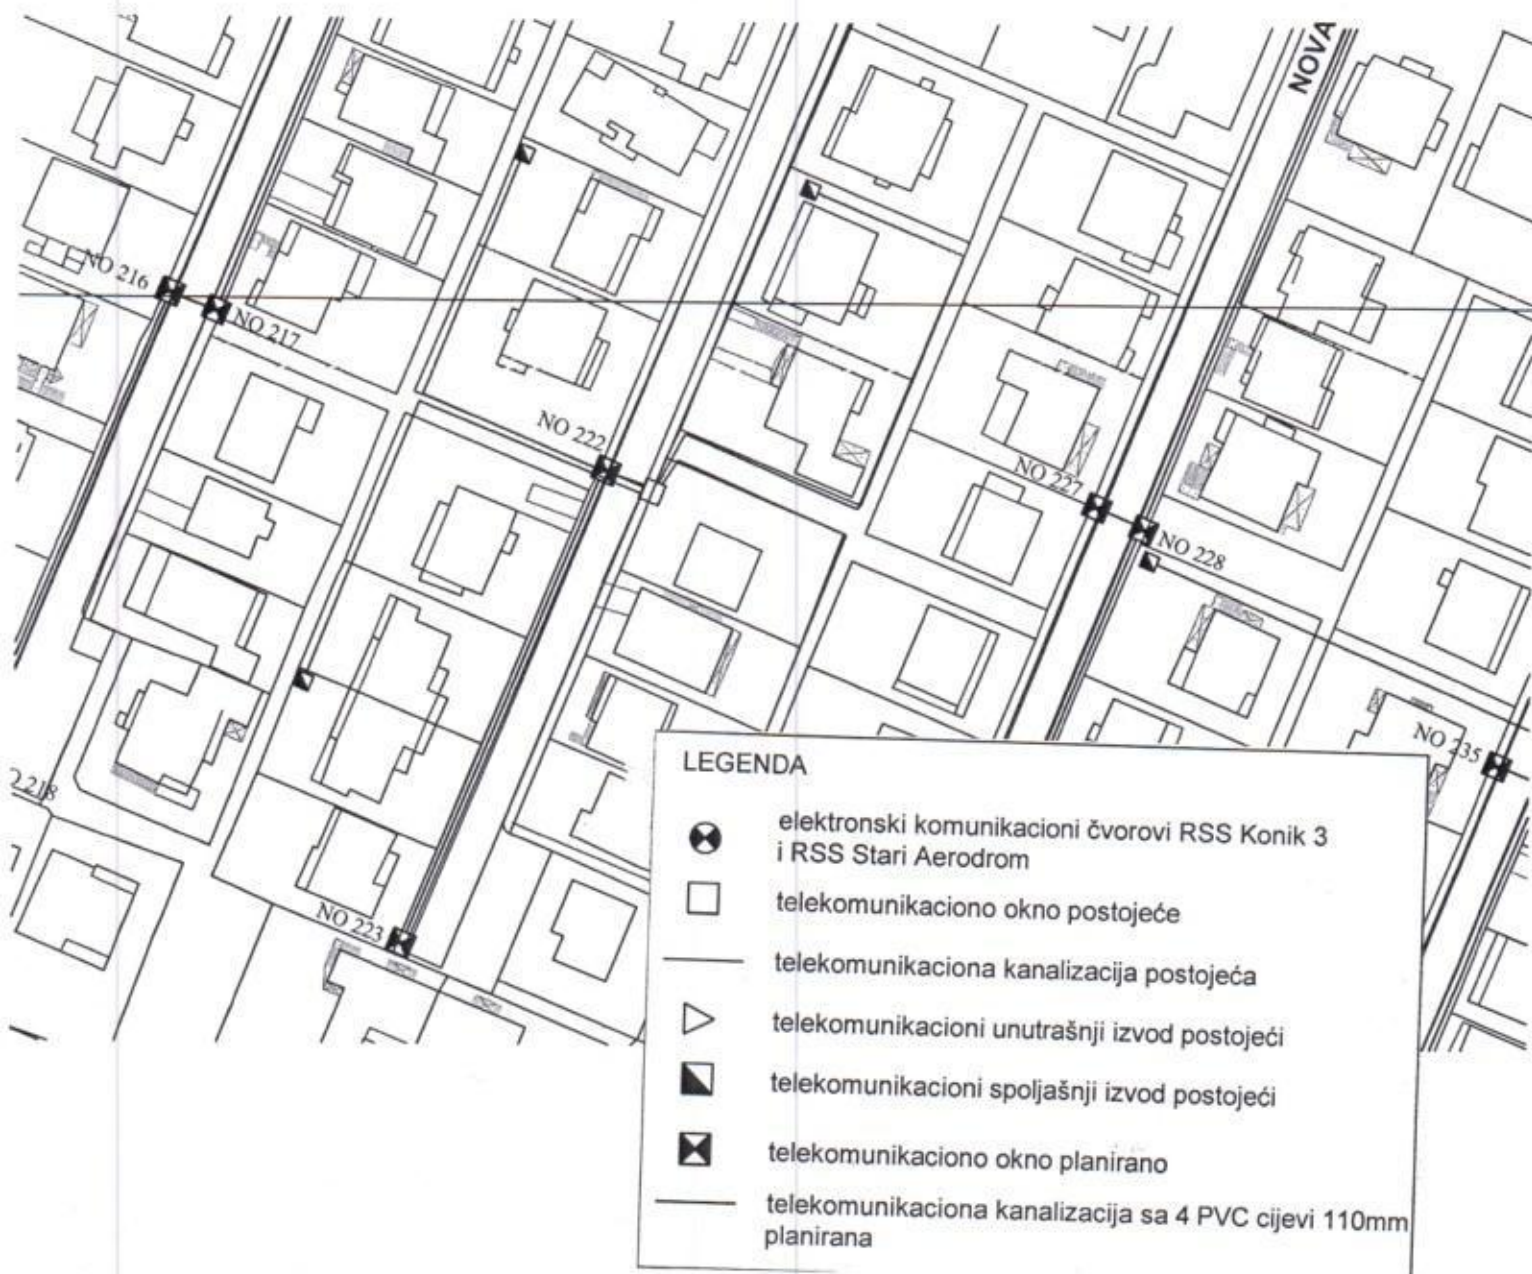 NOVA
NO 216
NO 217
NO 222
NO 227
NO 228
NO 235
O 218
NO 223
LEGENDA
elektronski komunikacioni čvorovi RSS Konik 3
i RSS Stari Aerodrom
telekomunikaciono okno postojeće
telekomunikaciona kanalizacija postojeća
telekomunikacioni unutrašnji izvod postojeći
telekomunikacioni spoljašnji izvod postojeći
telekomunikaciono okno planirano
telekomunikaciona kanalizacija sa 4 PVC cijevi 110mm
planirana